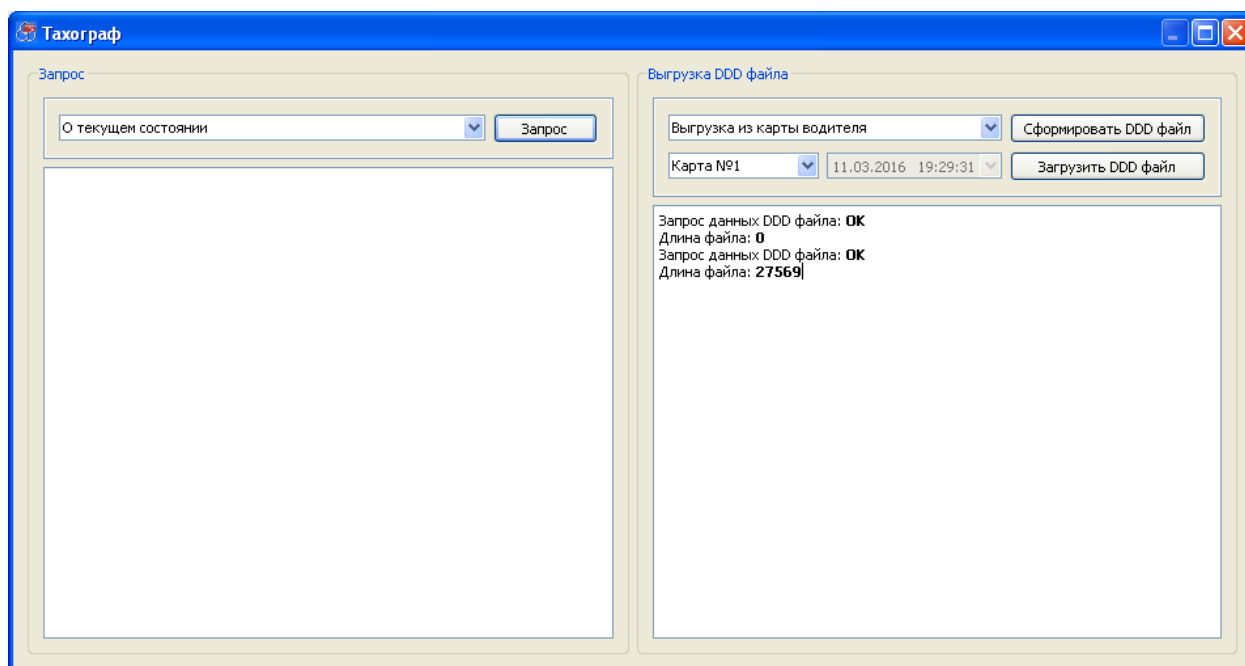 Тахограф
Запрос
О текущем состоянии
Запрос
Выгрузка DDD файла
Выгрузка из карты водителя
Сформировать DDD файл
Карта №1
11.03.2016 19:29:31
Загрузить DDD файл
Запрос данных DDD файла: OK
Длина файла: 0
Запрос данных DDD файла: OK
Длина файла: 27569